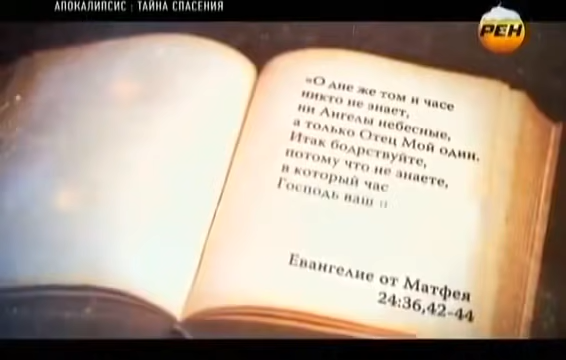 АПОКАЛИПСИС : ТАЙНА СПАСЕНИЯ
РЕН
«О дне же том и часе
никто не знает,
ни Ангелы небесные,
а только Отец Мой один.
Итак бодрствуйте,
потому что не знаете,
в который час
Господь ваш
Евангелие от Матфея
24:36,42-44